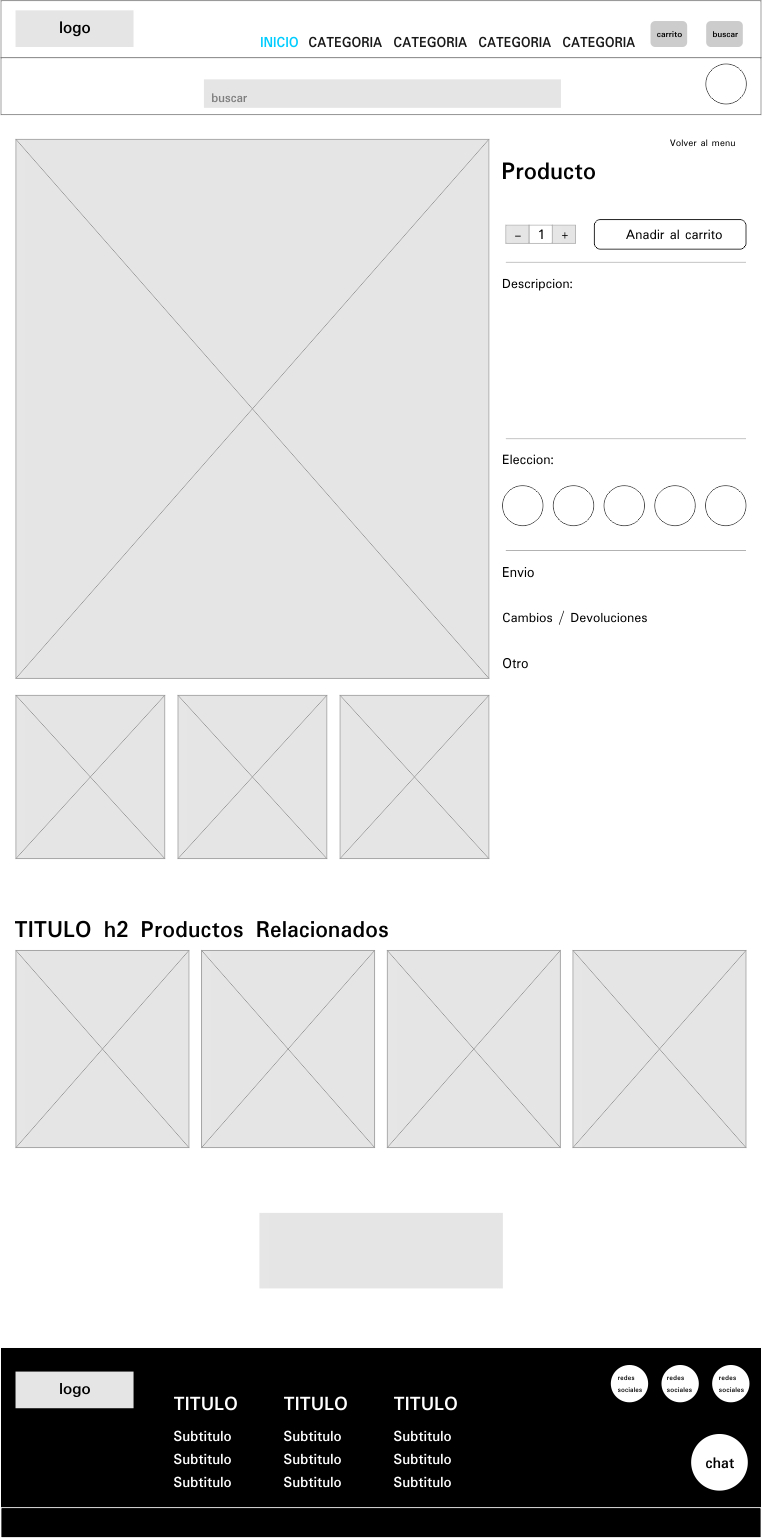 logo
INICIO CATEGORIA CATEGORIA CATEGORIA CATEGORIA carrito buscar
buscar
Volver al menu
Producto
– 1 + Anadir al carrito
Descripcion:
Eleccion:
Envio
Cambios / Devoluciones
Otro
TITULO h2 Productos Relacionados
logo
TITULO TITULO TITULO
Subtitulo Subtitulo Subtitulo
Subtitulo Subtitulo Subtitulo
Subtitulo Subtitulo Subtitulo
redes redes redes
sociales sociales sociales
chat